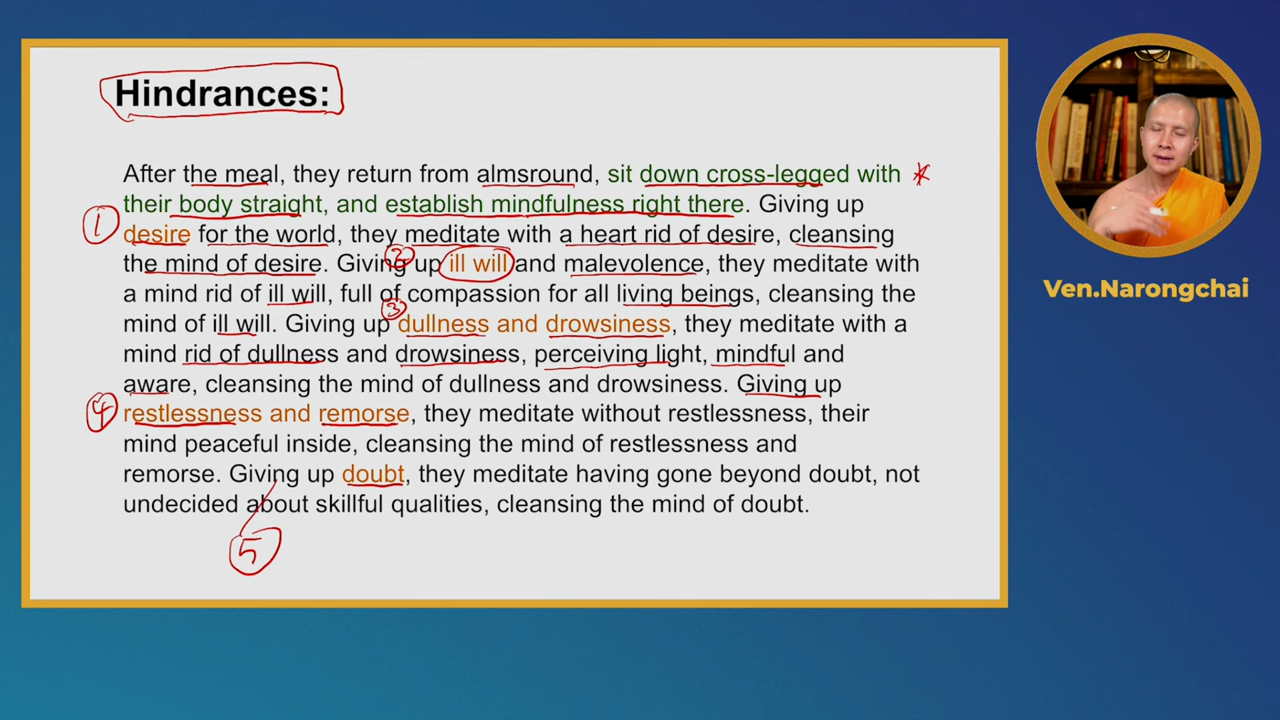 Hindrances:
After the meal, they return from almsround, sit down cross-legged with
their body straight, and establish mindfulness right there. Giving up
1
desire for the world, they meditate with a heart rid of desire, cleansing
2
the mind of desire. Giving up ill will and malevolence, they meditate with
a mind rid of ill will, full of compassion for all living beings, cleansing the
3
mind of ill will. Giving up dullness and drowsiness, they meditate with a
mind rid of dullness and drowsiness, perceiving light, mindful and
aware, cleansing the mind of dullness and drowsiness. Giving up
4
restlessness and remorse, they meditate without restlessness, their
mind peaceful inside, cleansing the mind of restlessness and
remorse. Giving up doubt, they meditate having gone beyond doubt, not
undecided about skillful qualities, cleansing the mind of doubt.
5
Ven.Narongchai